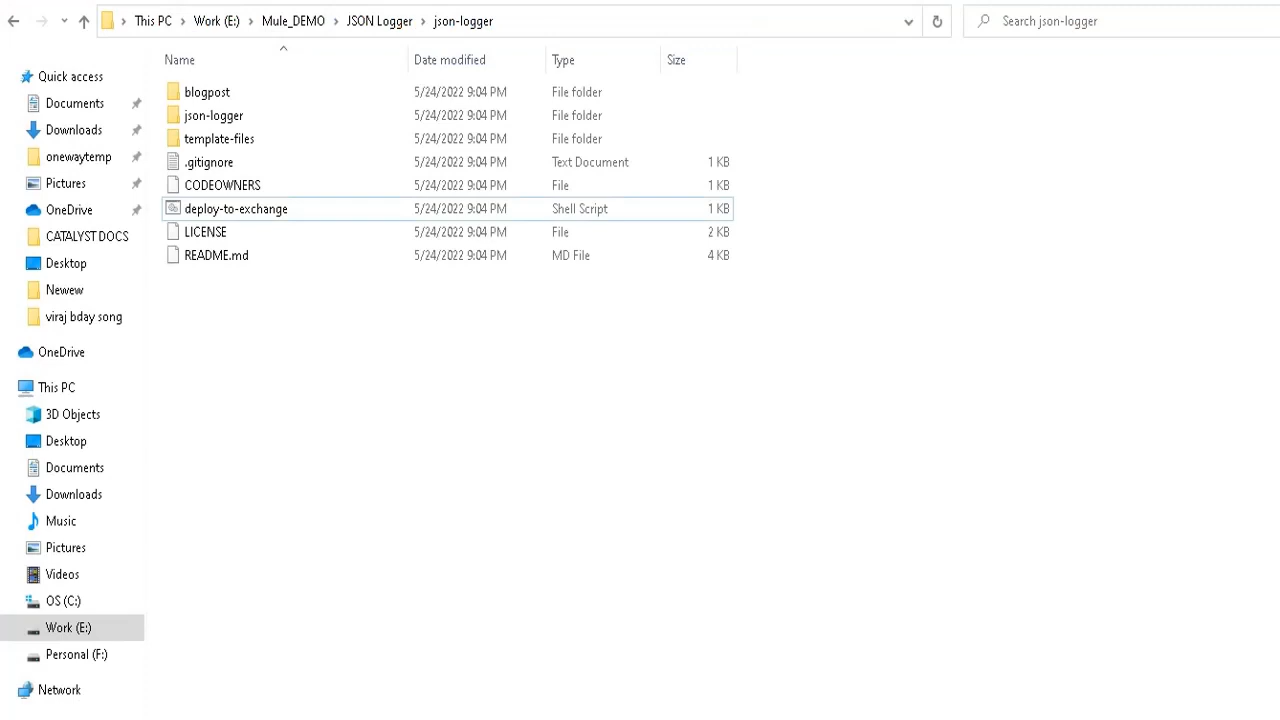 This PC > Work (E:) > Mule_DEMO > JSON Logger > json-logger
Search json-logger
Name Date modified Type Size
Quick access
Documents
Downloads
onewaytemp
Pictures
OneDrive
CATALYST DOCS
Desktop
Newew
viraj bday song
OneDrive
This PC
3D Objects
Desktop
Documents
Downloads
Music
Pictures
Videos
OS (C:)
Work (E:)
Personal (F:)
Network
blogpost 5/24/2022 9:04 PM File folder
json-logger 5/24/2022 9:04 PM File folder
template-files 5/24/2022 9:04 PM File folder
.gitignore 5/24/2022 9:04 PM Text Document 1 KB
CODEOWNERS 5/24/2022 9:04 PM File 1 KB
deploy-to-exchange 5/24/2022 9:04 PM Shell Script 1 KB
LICENSE 5/24/2022 9:04 PM File 2 KB
README.md 5/24/2022 9:04 PM MD File 4 KB